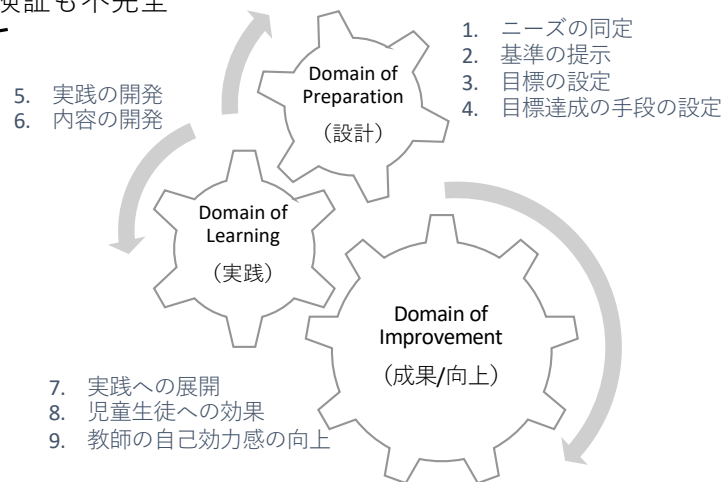 検証も不完全
Domain of
Preparation
（設計）
1. ニーズの同定
2. 基準の提示
3. 目標の設定
4. 目標達成の手段の設定
5. 実践の開発
6. 内容の開発
Domain of
Learning
（実践）
Domain of
Improvement
（成果/向上）
7. 実践への展開
8. 児童生徒への効果
9. 教師の自己効力感の向上